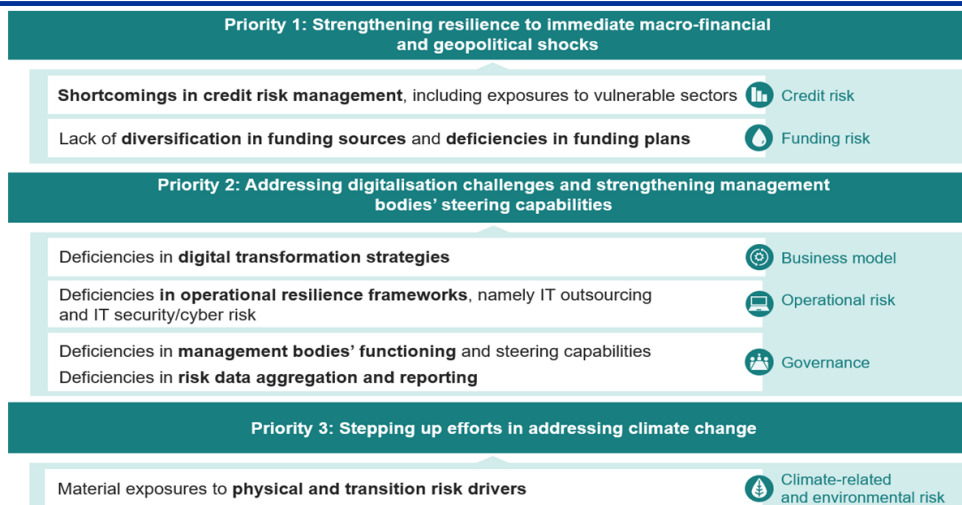 Priority 1: Strengthening resilience to immediate macro-financial
and geopolitical shocks
Shortcomings in credit risk management, including exposures to vulnerable sectors
Credit risk
Lack of diversification in funding sources and deficiencies in funding plans
Funding risk
Priority 2: Addressing digitalisation challenges and strengthening management
bodies’ steering capabilities
Deficiencies in digital transformation strategies
Business model
Deficiencies in operational resilience frameworks, namely IT outsourcing
and IT security/cyber risk
Operational risk
Deficiencies in management bodies’ functioning and steering capabilities
Deficiencies in risk data aggregation and reporting
Governance
Priority 3: Stepping up efforts in addressing climate change
Material exposures to physical and transition risk drivers
Climate-related
and environmental risk